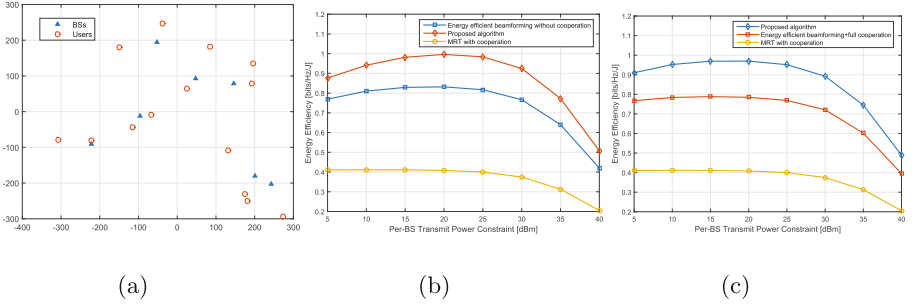 300
200
100
0
-100
-200
-300
-400 -300 -200 -100 0 100 200 300
BSs
Users
(a)
1.2
1.1
1
0.9
0.8
0.7
0.6
0.5
0.4
0.3
0.2
5 10 15 20 25 30 35 40
Energy Efficiency [bits/Hz/J]
Per-BS Transmit Power Constraint [dBm]
Energy efficient beamforming without cooperation
Proposed algorithm
MRT with cooperation
(b)
1.2
1.1
1
0.9
0.8
0.7
0.6
0.5
0.4
0.3
0.2
5 10 15 20 25 30 35 40
Energy Efficiency [bits/Hz/J]
Per-BS Transmit Power Constraint [dBm]
Proposed algorithm
Energy efficient beamforming+full cooperation
MRT with cooperation
(c)